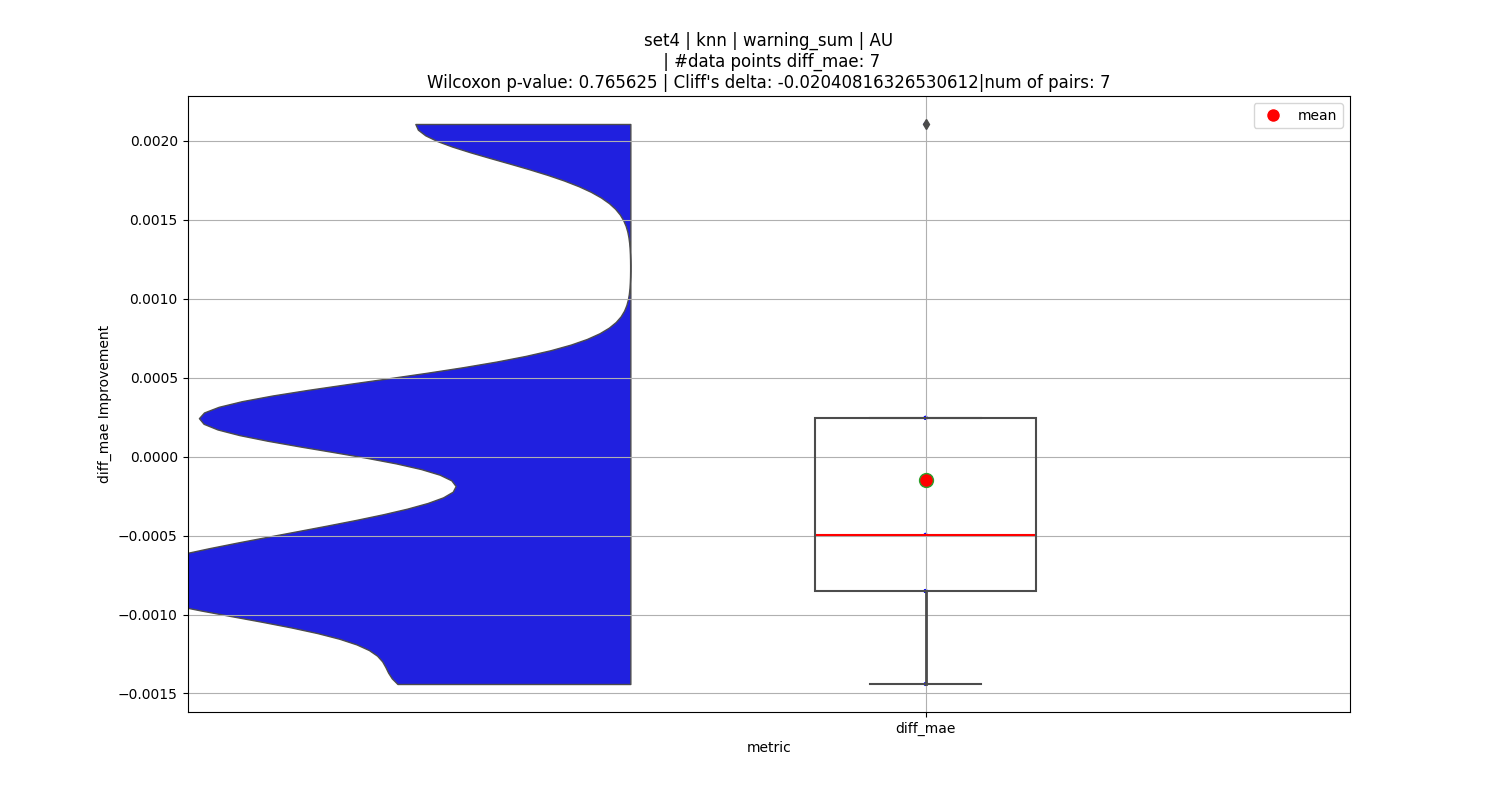 set4 | knn | warning_sum | AU
| #data points diff_mae: 7
Wilcoxon p-value: 0.765625 | Cliff's delta: -0.02040816326530612|num of pairs: 7
mean
0.0020
0.0015
0.0010
0.0005
0.0000
−0.0005
−0.0010
−0.0015
diff_mae Improvement
diff_mae
metric